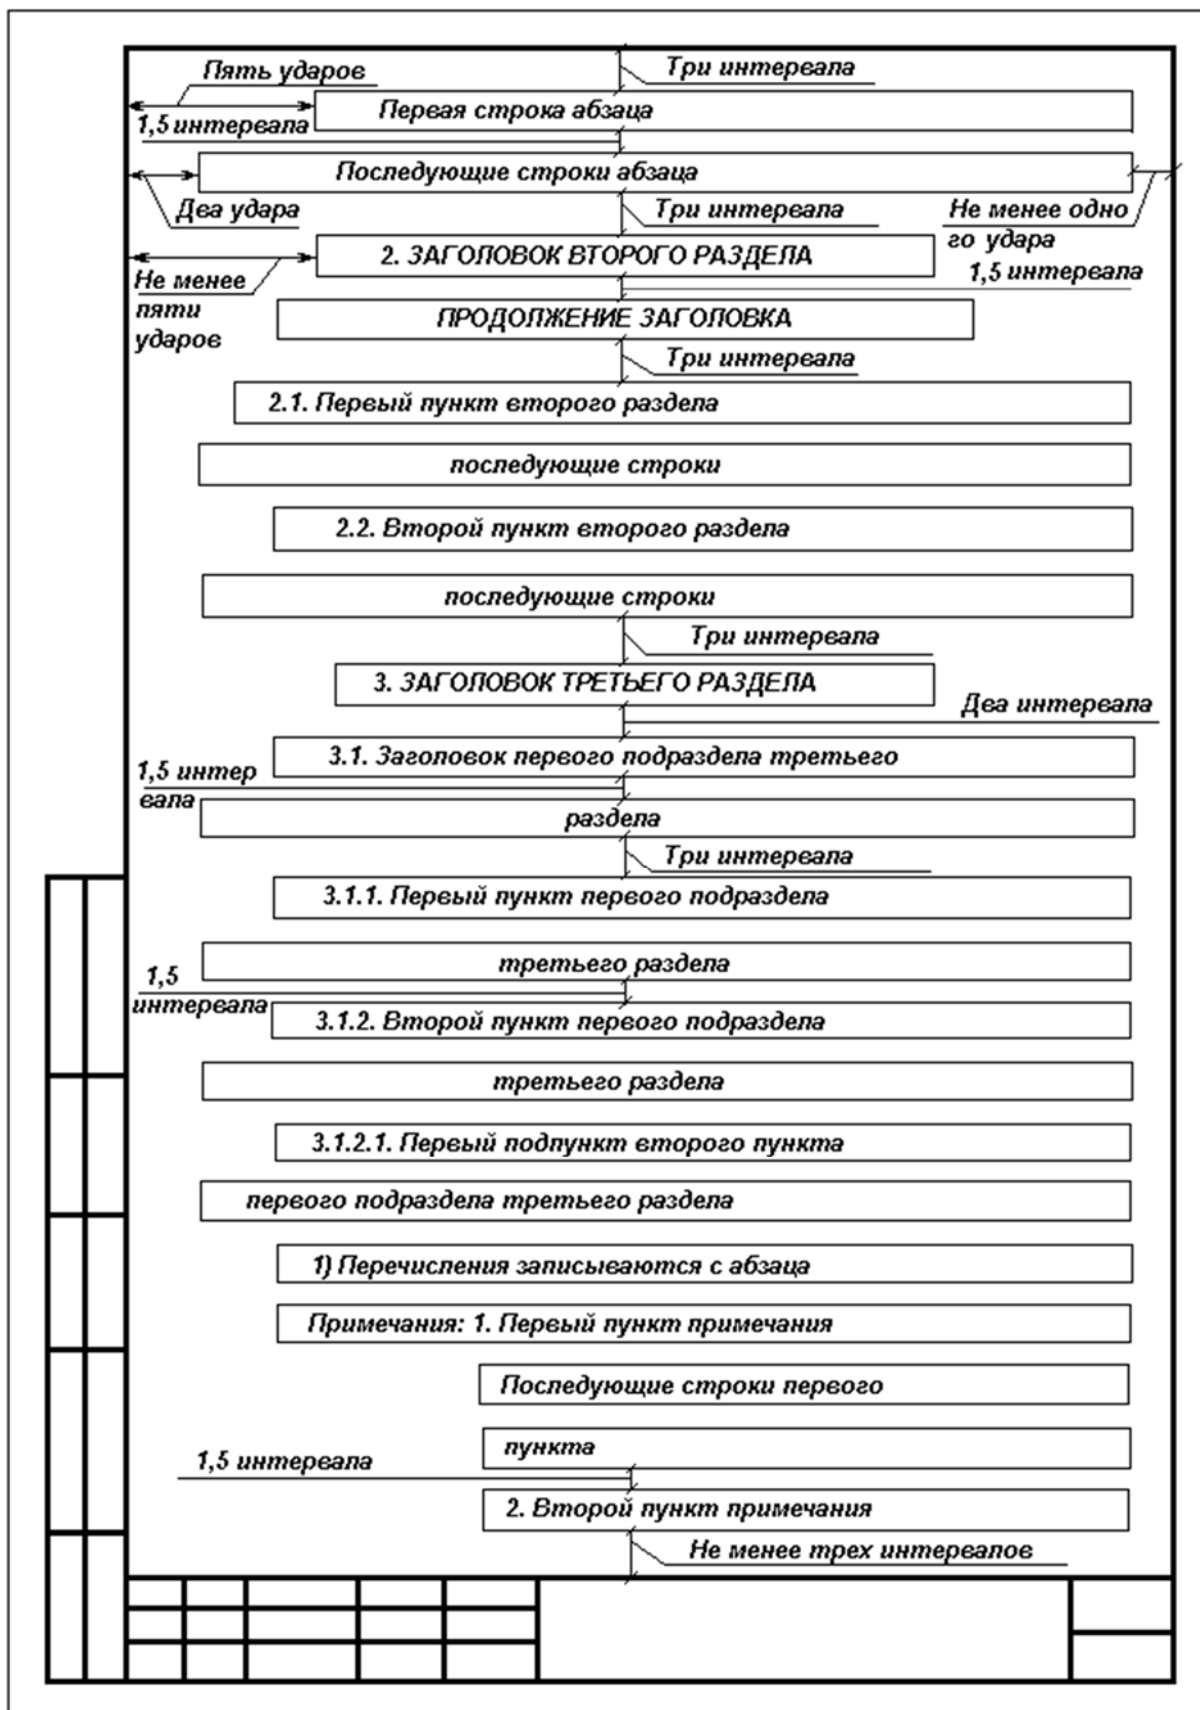 Пять ударов
Три интервала
Первая строка абзаца
1,5 интервала
Последующие строки абзаца
Два удара
Три интервала
Не менее одно
го удара
2. ЗАГОЛОВОК ВТОРОГО РАЗДЕЛА
1,5 интервала
Не менее
пяти
ударов
ПРОДОЛЖЕНИЕ ЗАГОЛОВКА
Три интервала
2.1. Первый пункт второго раздела
последующие строки
2.2. Второй пункт второго раздела
последующие строки
Три интервала
3. ЗАГОЛОВОК ТРЕТЬЕГО РАЗДЕЛА
Два интервала
3.1. Заголовок первого подраздела третьего
1,5 интер
вала
раздела
Три интервала
3.1.1. Первый пункт первого подраздела
третьего раздела
1,5
интервала
3.1.2. Второй пункт первого подраздела
третьего раздела
3.1.2.1. Первый подпункт второго пункта
первого подраздела третьего раздела
1) Перечисления записываются с абзаца
Примечания: 1. Первый пункт примечания
Последующие строки первого
пункта
1,5 интервала
2. Второй пункт примечания
Не менее трех интервалов